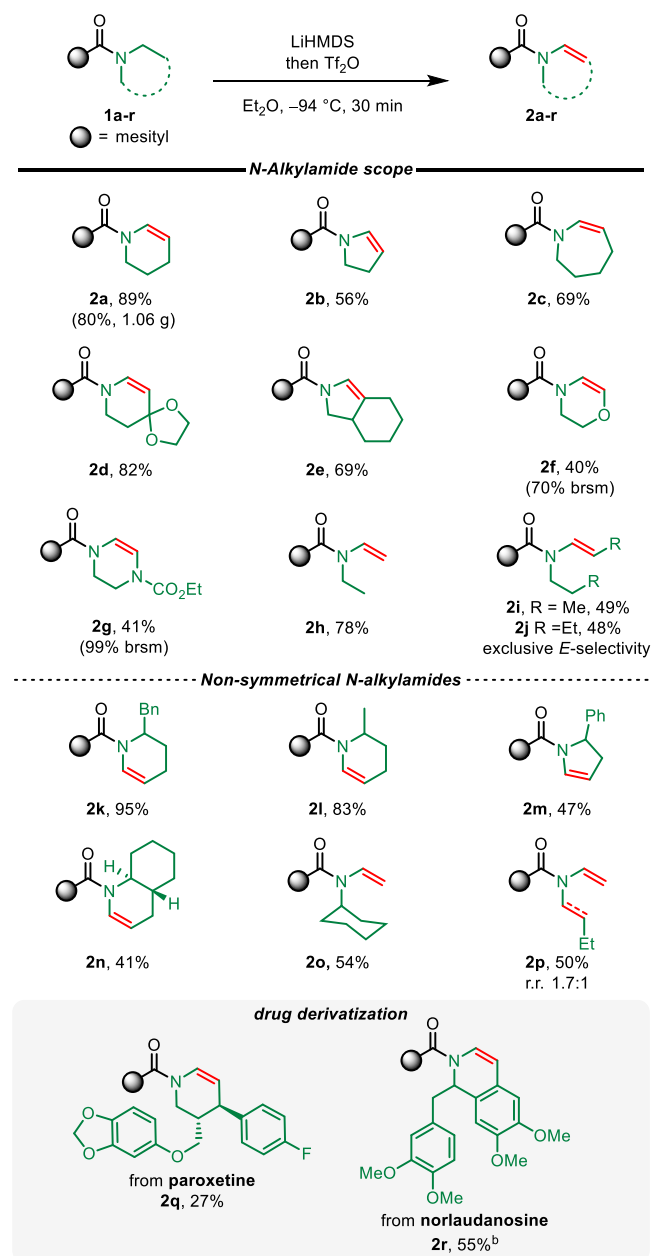 O
N
1a-r
= mesityl
LiHMDS
then Tf2O
Et2O, –94 °C, 30 min
O
N
2a-r
N-Alkylamide scope
O
N
2a, 89%
(80%, 1.06 g)
O
N
2b, 56%
O
N
2c, 69%
O
N
O
O
2d, 82%
O
N
2e, 69%
O
N
O
2f, 40%
(70% brsm)
O
N
N
CO2Et
2g, 41%
(99% brsm)
O
N
2h, 78%
O
N
R
R
2i, R = Me, 49%
2j R =Et, 48%
exclusive E-selectivity
Non-symmetrical N-alkylamides
O
Bn
N
2k, 95%
O
N
2l, 83%
O
Ph
N
2m, 47%
O
H
N
H
2n, 41%
O
N
2o, 54%
O
N
Et
2p, 50%
r.r. 1.7:1
drug derivatization
O
N
O
O
O
F
from paroxetine
2q, 27%
O
N
OMe
OMe
MeO
OMe
from norlaudanosine
2r, 55%b